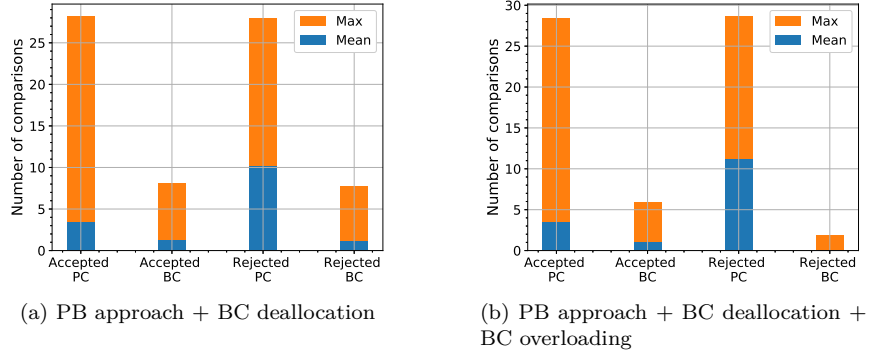 Number of comparisons
25
20
15
10
5
0
Max
Mean
Accepted PC
Accepted BC
Rejected PC
Rejected BC
(a) PB approach + BC deallocation
Number of comparisons
30
25
20
15
10
5
0
Max
Mean
Accepted PC
Accepted BC
Rejected PC
Rejected BC
(b) PB approach + BC deallocation +
BC overloading